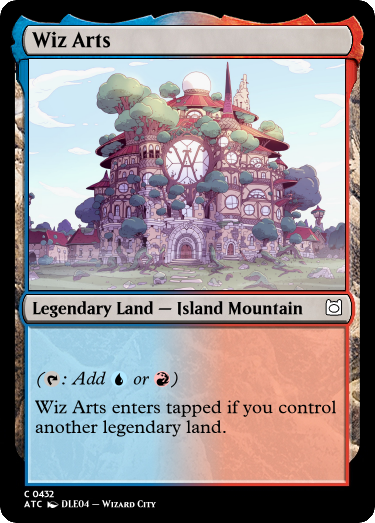 Wiz Arts
Legendary Land — Island Mountain
(: Add or )
Wiz Arts enters tapped if you control
another legendary land.
C 0432
ATC DLE04 — Wizard City